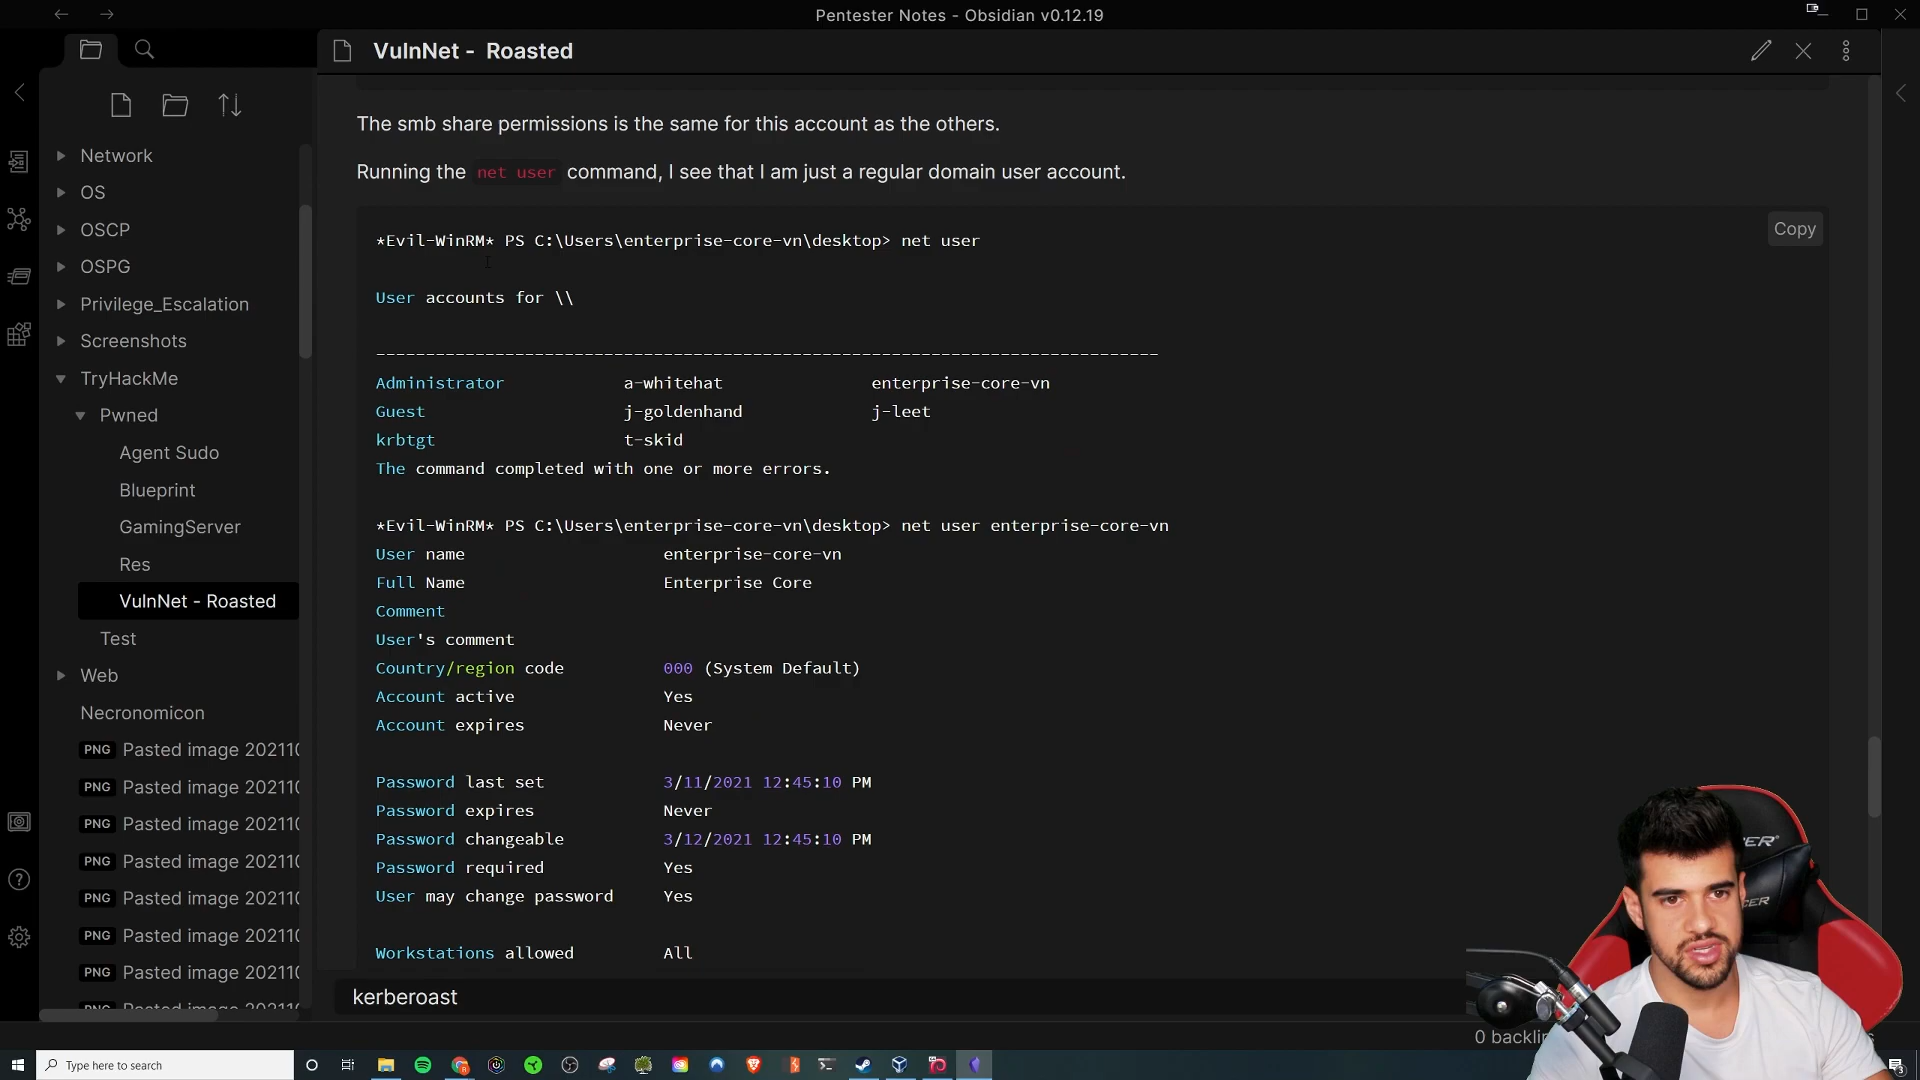 Pentester Notes - Obsidian v0.12.19
VulnNet - Roasted
The smb share permissions is the same for this account as the others.
Running the net user command, I see that I am just a regular domain user account.
Copy
*Evil-WinRM* PS C:\Users\enterprise-core-vn\desktop> net user
User accounts for \\
-------------------------------------------------------------------------------
Administrator a-whitehat enterprise-core-vn
Guest j-goldenhand j-leet
krbtgt t-skid
The command completed with one or more errors.
*Evil-WinRM* PS C:\Users\enterprise-core-vn\desktop> net user enterprise-core-vn
User name enterprise-core-vn
Full Name Enterprise Core
Comment
User's comment
Country/region code 000 (System Default)
Account active Yes
Account expires Never
Password last set 3/11/2021 12:45:10 PM
Password expires Never
Password changeable 3/12/2021 12:45:10 PM
Password required Yes
User may change password Yes
Workstations allowed All
kerberoast
0 backlin
Network
OS
OSCP
OSPG
Privilege_Escalation
Screenshots
TryHackMe
Pwned
Agent Sudo
Blueprint
GamingServer
Res
VulnNet - Roasted
Test
Web
Necronomicon
PNG Pasted image 202110
PNG Pasted image 202110
PNG Pasted image 202110
PNG Pasted image 202110
PNG Pasted image 202110
PNG Pasted image 202110
PNG Pasted image 202110
Type here to search